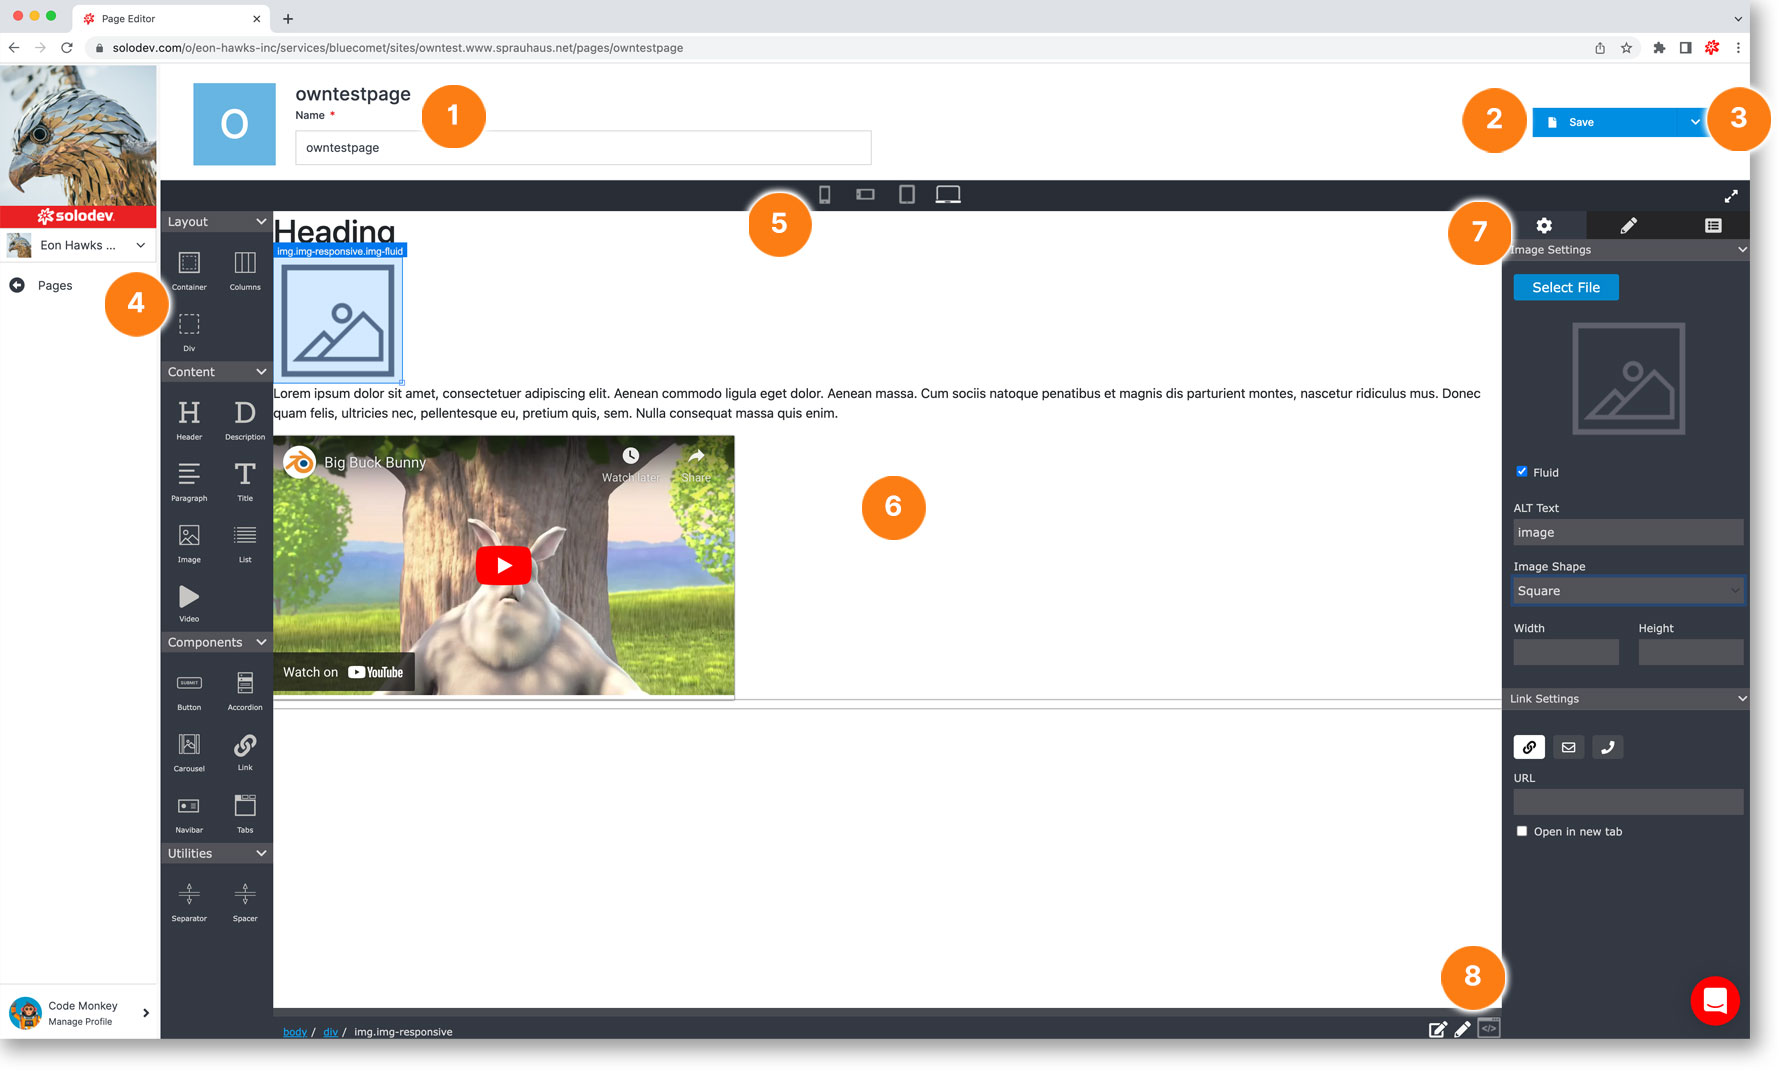 Page Editor
solodev.com/o/eon-hawks-inc/services/bluecomet/sites/owntest.www.sprauhaus.net/pages/owntestpage
solodev
Eon Hawks ...
Pages
4
O
owntestpage
Name *
owntestpage
1
2
Save
3
5
Layout
Container
Columns
Div
Content
H
Header
D
Description
Paragraph
T
Title
Image
List
Video
Components
SUBMIT
Button
Accordion
Carousel
Link
Navibar
Tabs
Utilities
Separator
Spacer
Heading
img.img-responsive.img-fluid
Lorem ipsum dolor sit amet, consectetuer adipiscing elit. Aenean commodo ligula eget dolor. Aenean massa. Cum sociis natoque penatibus et magnis dis parturient montes, nascetur ridiculus mus. Donec
quam felis, ultricies nec, pellentesque eu, pretium quis, sem. Nulla consequat massa quis enim.
Big Buck Bunny
Watch later
Share
Watch on YouTube
6
7
Image Settings
Select File
Fluid
ALT Text
image
Image Shape
Square
Width
Height
Link Settings
URL
Open in new tab
8
Code Monkey
Manage Profile
body / div / img.img-responsive
</>